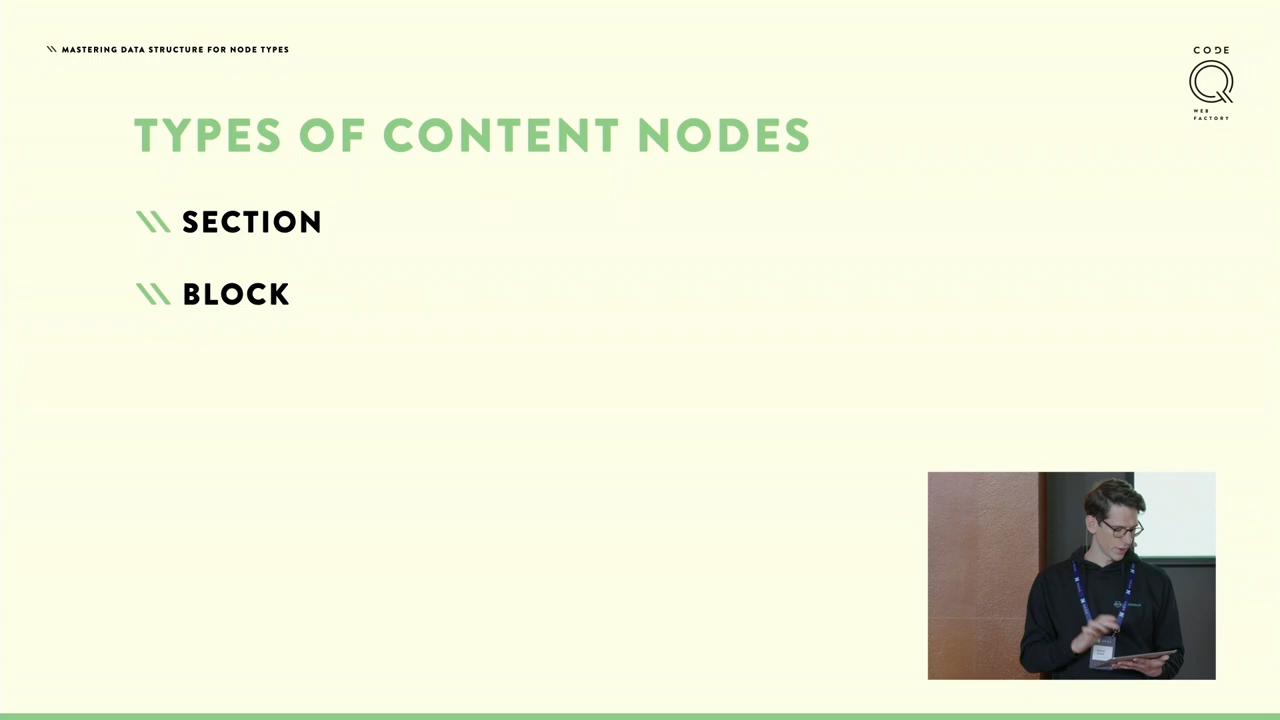 MASTERING DATA STRUCTURE FOR NODE TYPES
CODE
Q
WEB
FACTORY
TYPES OF CONTENT NODES
SECTION
BLOCK